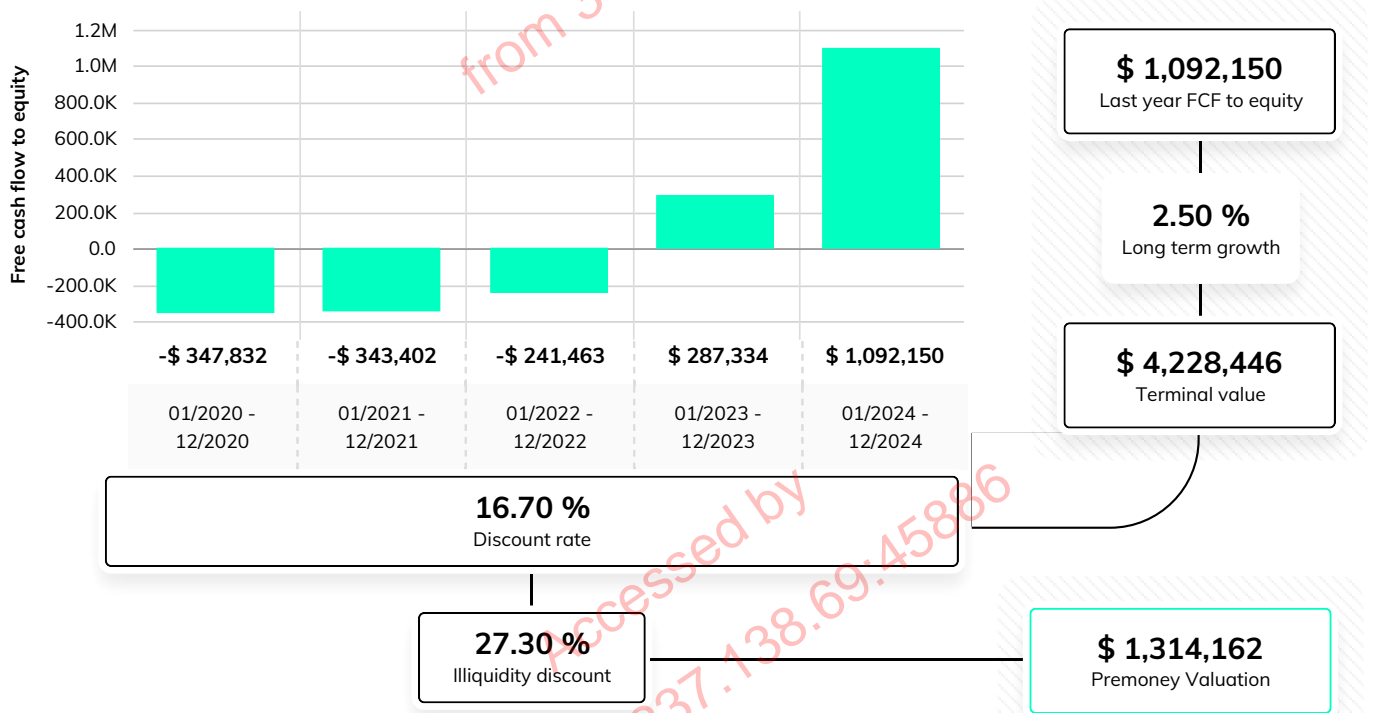 Free cash flow to equity
1.2M
1.0M
800.0K
600.0K
400.0K
200.0K
0.0
-200.0K
-400.0K
-$ 347,832 -$ 343,402 -$ 241,463 $ 287,334 $ 1,092,150
01/2020 - 01/2021 - 01/2022 - 01/2023 - 01/2024 -
12/2020 12/2021 12/2022 12/2023 12/2024
$ 1,092,150
Last year FCF to equity
2.50 %
Long term growth
$ 4,228,446
Terminal value
16.70 %
Discount rate
27.30 %
Illiquidity discount
$ 1,314,162
Premoney Valuation
from
Accessed by
37.138.69:45886